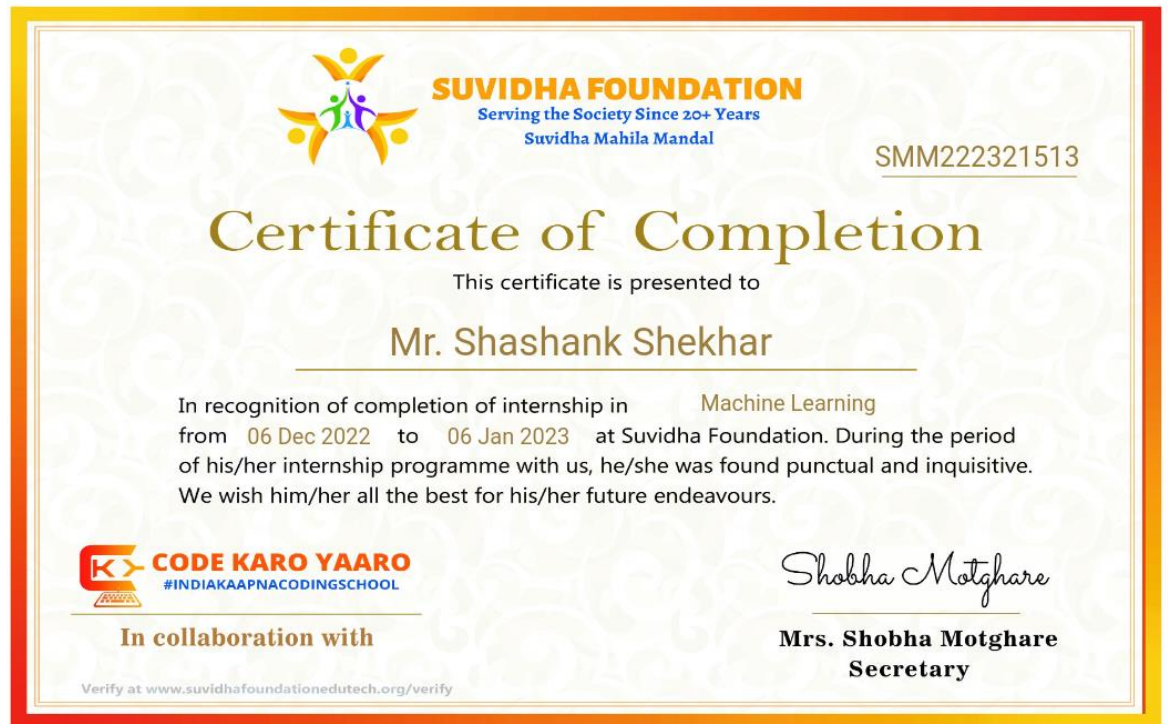 SUVIDHA FOUNDATION
Serving the Society Since 20+ Years
Suvidha Mahila Mandal
SMM222321513
Certificate of Completion
This certificate is presented to
Mr. Shashank Shekhar
In recognition of completion of internship in Machine Learning
from 06 Dec 2022 to 06 Jan 2023 at Suvidha Foundation. During the period
of his/her internship programme with us, he/she was found punctual and inquisitive.
We wish him/her all the best for his/her future endeavours.
K
CODE KARO YAARO
#INDIAKAAPNACODINGSCHOOL
In collaboration with
Shobha Motghare
Mrs. Shobha Motghare
Secretary
Verify at www.suvidhafoundationedutech.org/verify